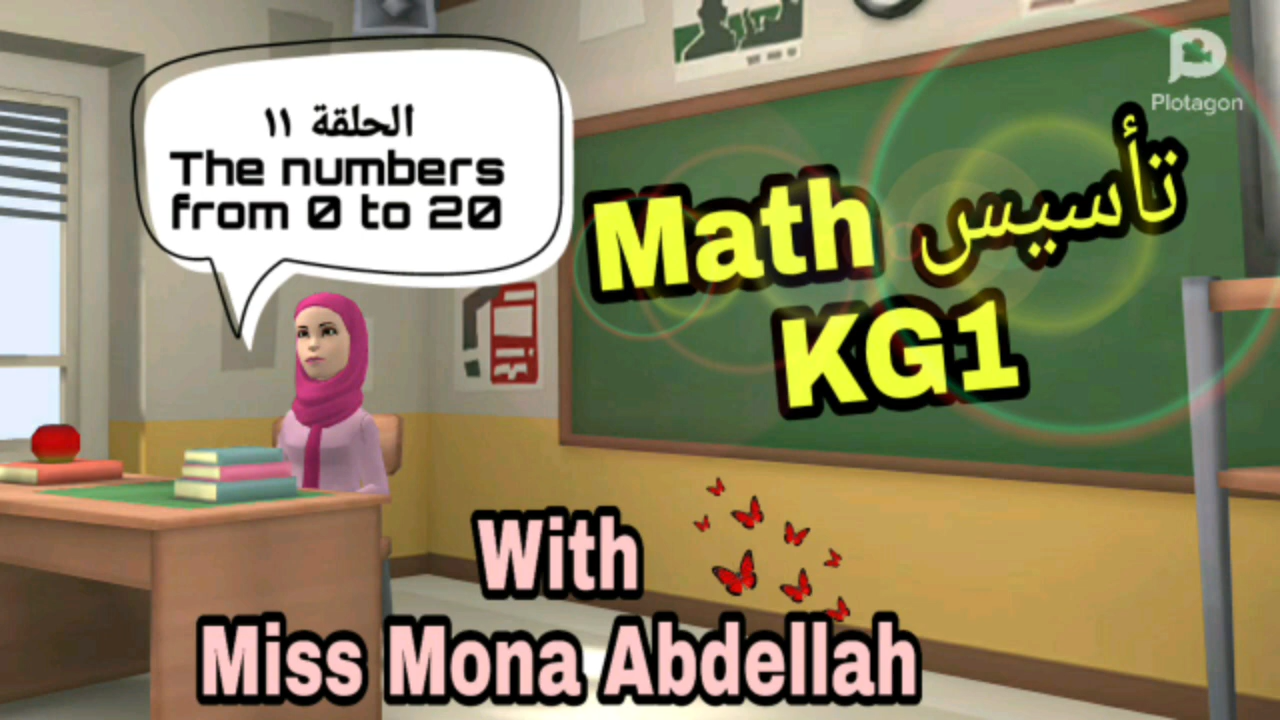 الحلقة ١١
The numbers
from 0 to 20
Plotagon
Math تأسيس
KG1
With
Miss Mona Abdellah